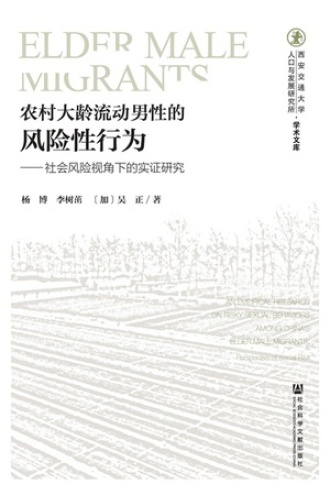 ELDER MALE
MIGRANTS
西安交通大学
人口与发展研究所·学术文库
农村大龄流动男性的
风险性行为
——社会风险视角下的实证研究
杨 博 李树茁 〔加〕吴 正/著
AN EMPIRICAL RESEARCH
ON RISKY SEXUAL BEHAVIORS
AMONG CHINA'S
ELDER MALE MIGRANTS
社会科学文献出版社